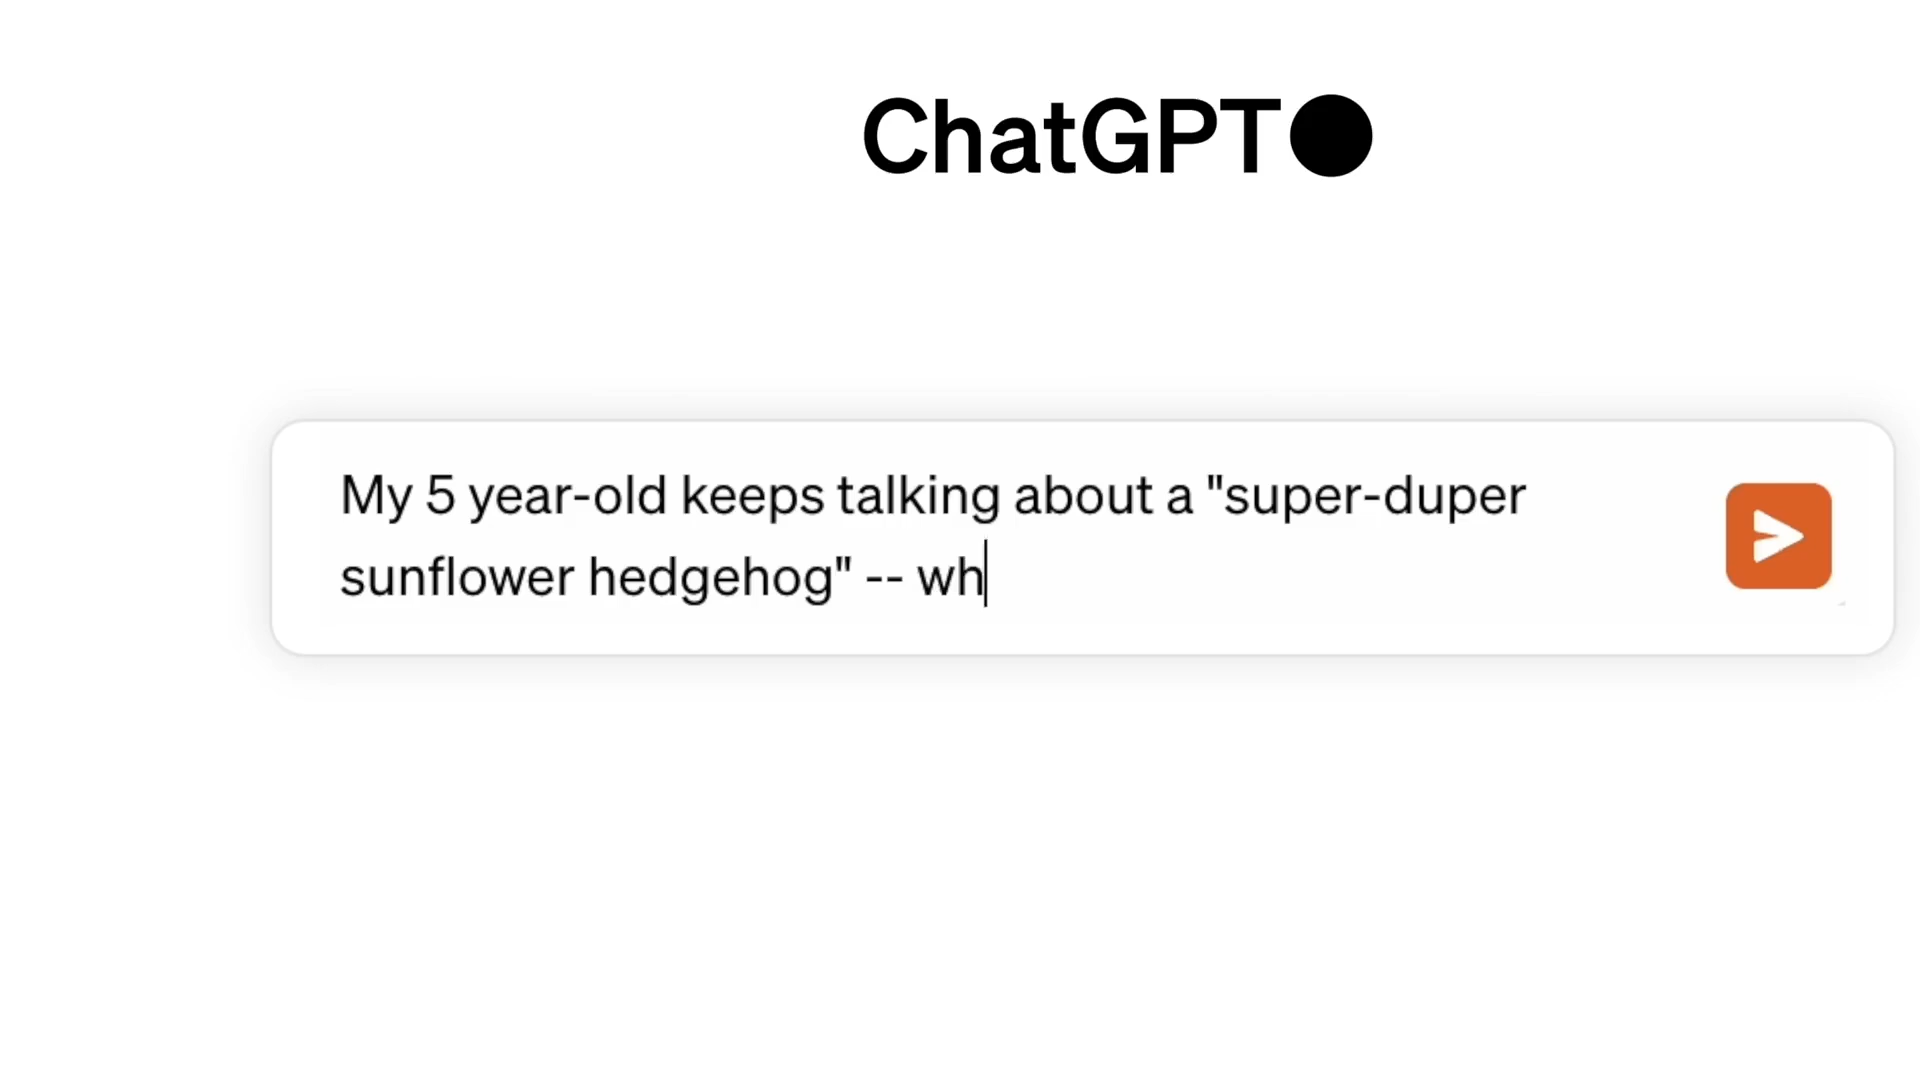 ChatGPT
My 5 year-old keeps talking about a "super-duper
sunflower hedgehog" -- wh